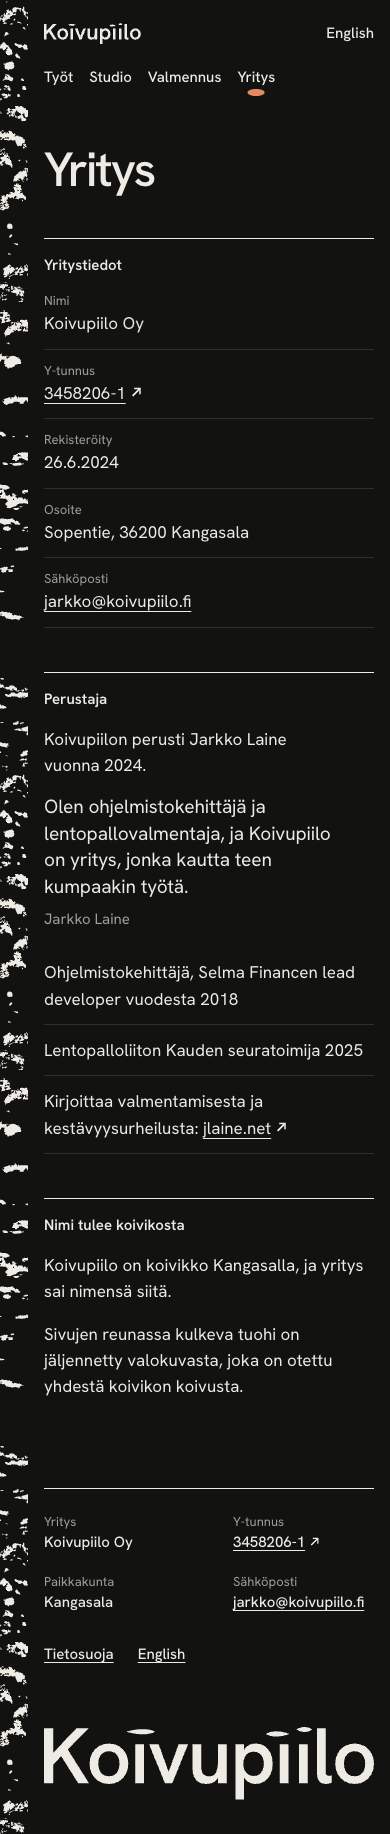 Koivupiilo
English
Työt Studio Valmennus Yritys
Yritys
Yritystiedot
Nimi
Koivupiilo Oy
Y-tunnus
3458206-1 ↗
Rekisteröity
26.6.2024
Osoite
Sopentie, 36200 Kangasala
Sähköposti
jarkko@koivupiilo.fi
Perustaja
Koivupiilon perusti Jarkko Laine
vuonna 2024.
Olen ohjelmistokehittäjä ja
lentopallovalmentaja, ja Koivupiilo
on yritys, jonka kautta teen
kumpaakin työtä.
Jarkko Laine
Ohjelmistokehittäjä, Selma Financen lead
developer vuodesta 2018
Lentopalloliiton Kauden seuratoimija 2025
Kirjoittaa valmentamisesta ja
kestävyysurheilusta: jlaine.net ↗
Nimi tulee koivikosta
Koivupiilo on koivikko Kangasalla, ja yritys
sai nimensä siitä.
Sivujen reunassa kulkeva tuohi on
jäljennetty valokuvasta, joka on otettu
yhdestä koivikon koivusta.
Yritys
Koivupiilo Oy
Y-tunnus
3458206-1 ↗
Paikkakunta
Kangasala
Sähköposti
jarkko@koivupiilo.fi
Tietosuoja English
Koivupiilo